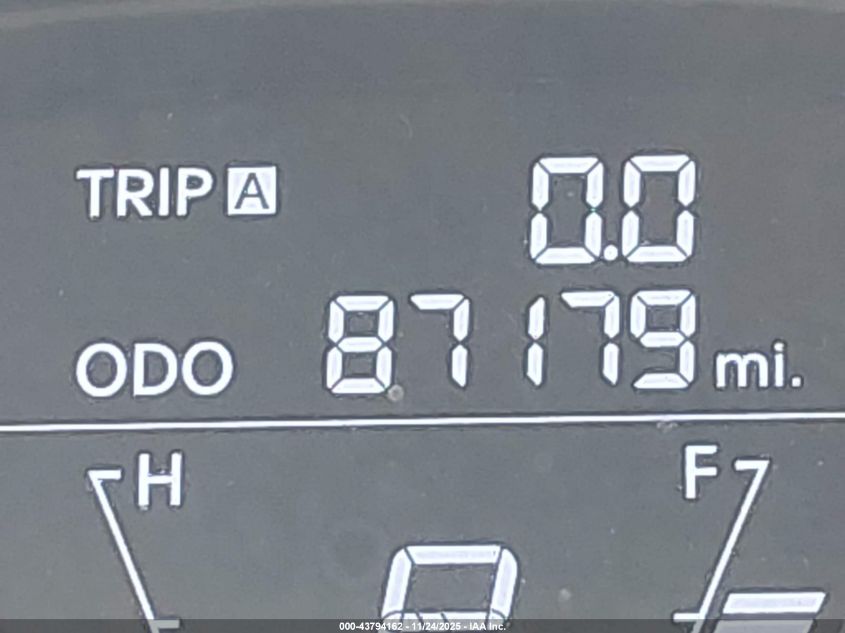 TRIP A 0.0
ODO 87179 mi.
H F
000-43794162 - 11/24/2025 - IAA Inc.